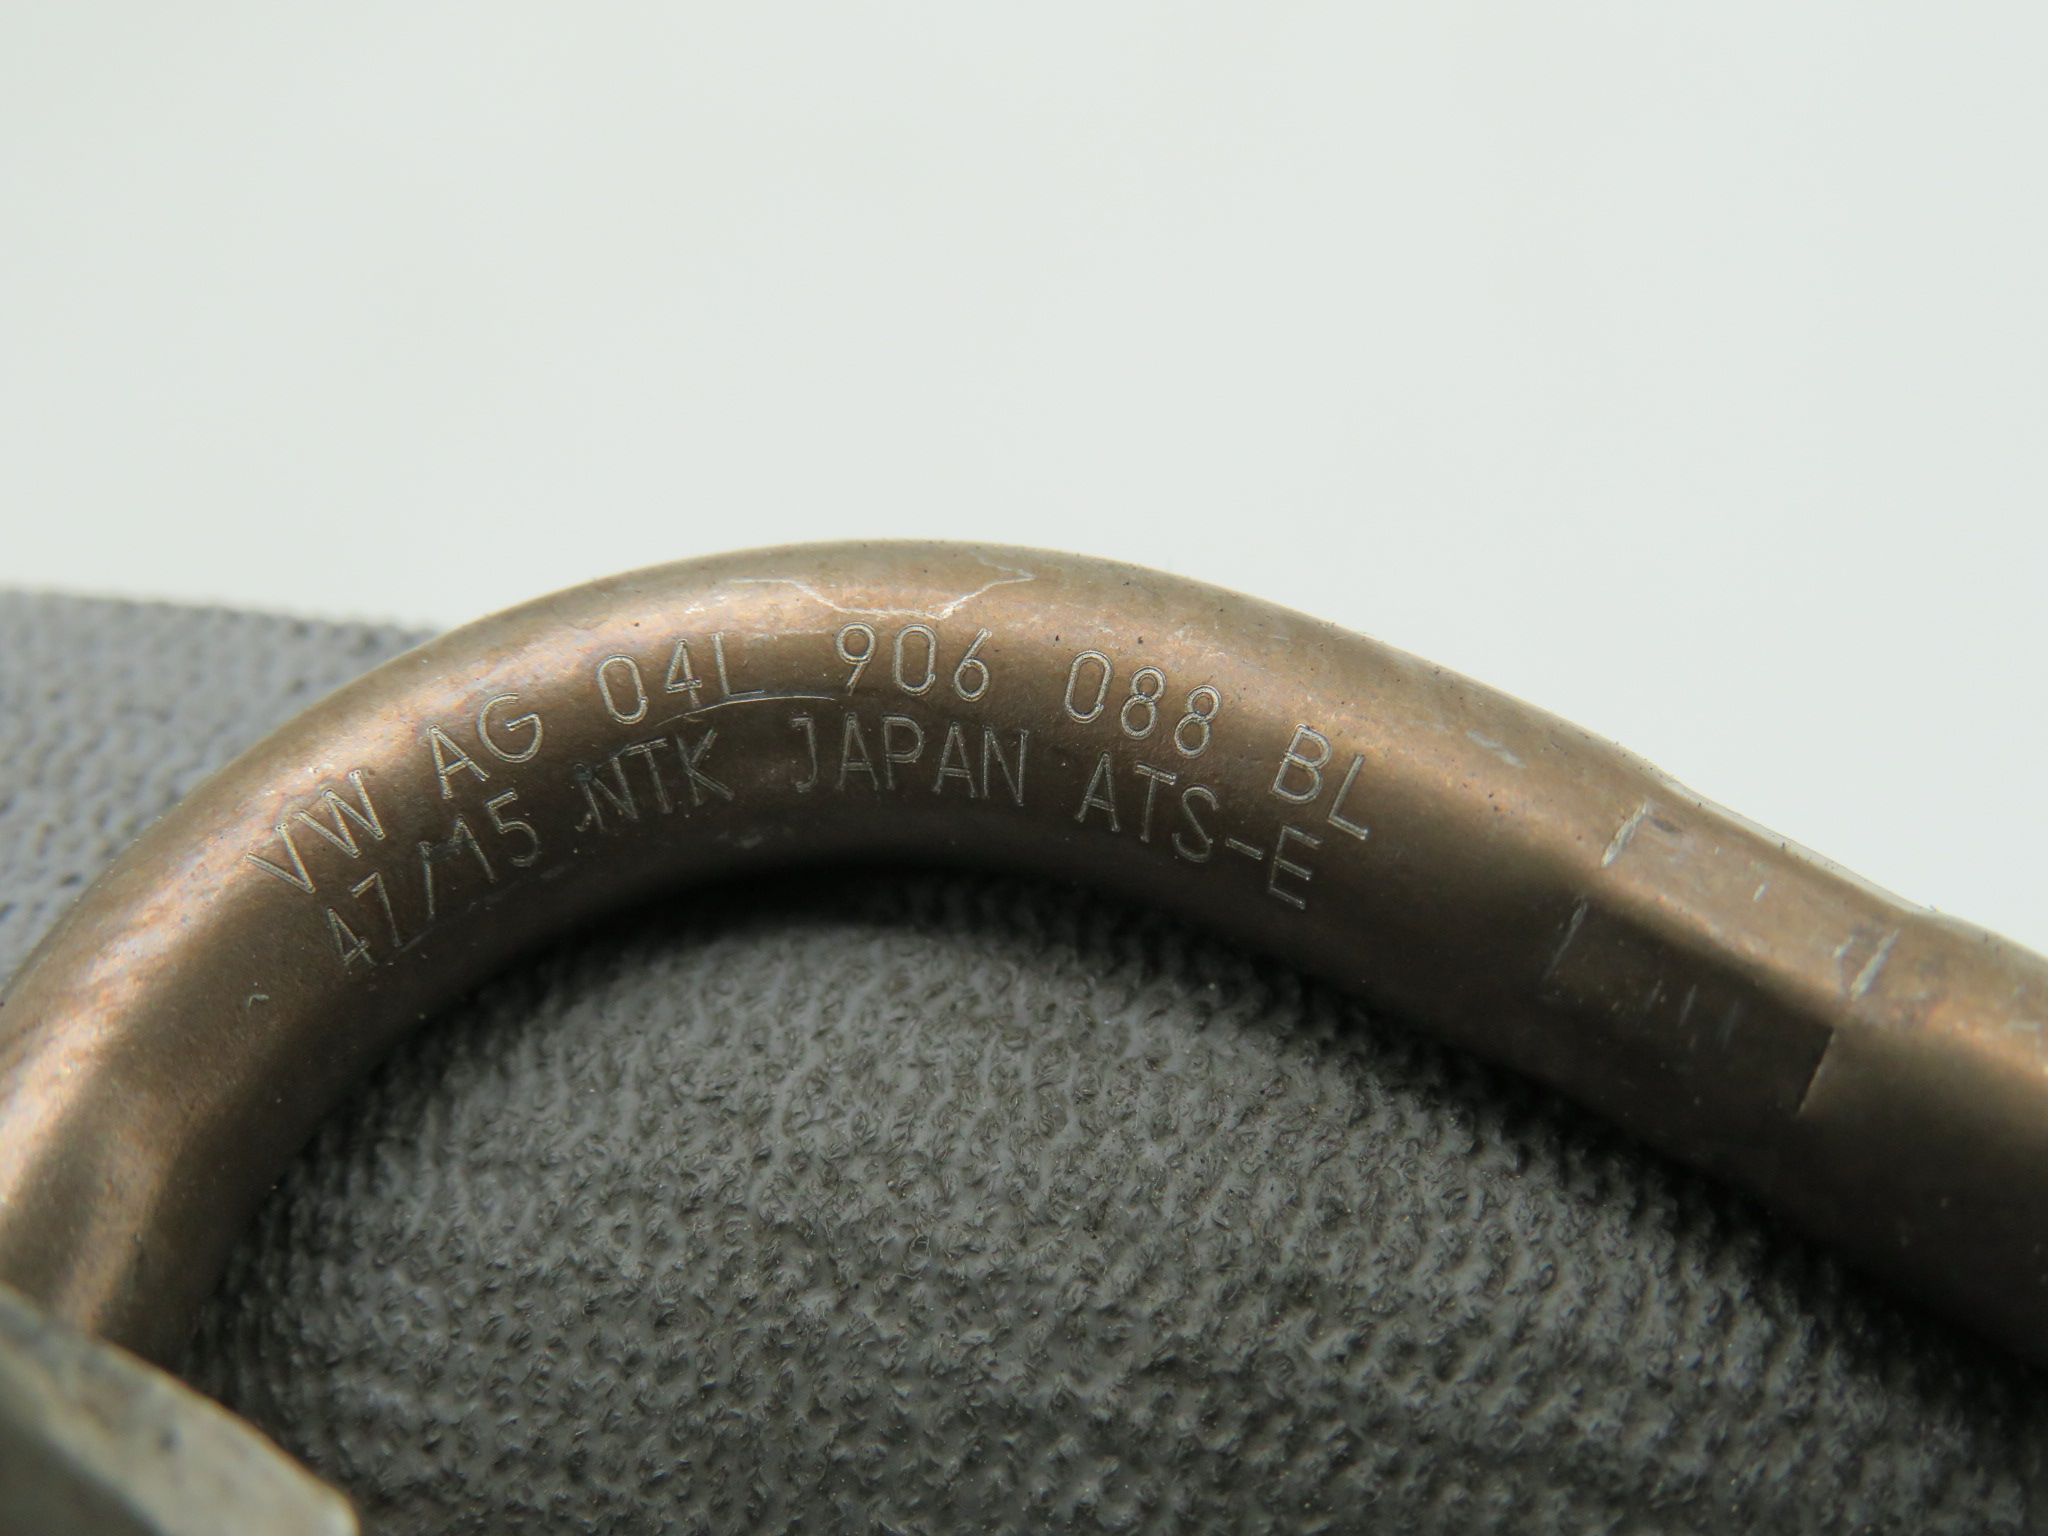 VW AG 04L 906 088 BL
47/15 NTK JAPAN ATS-E